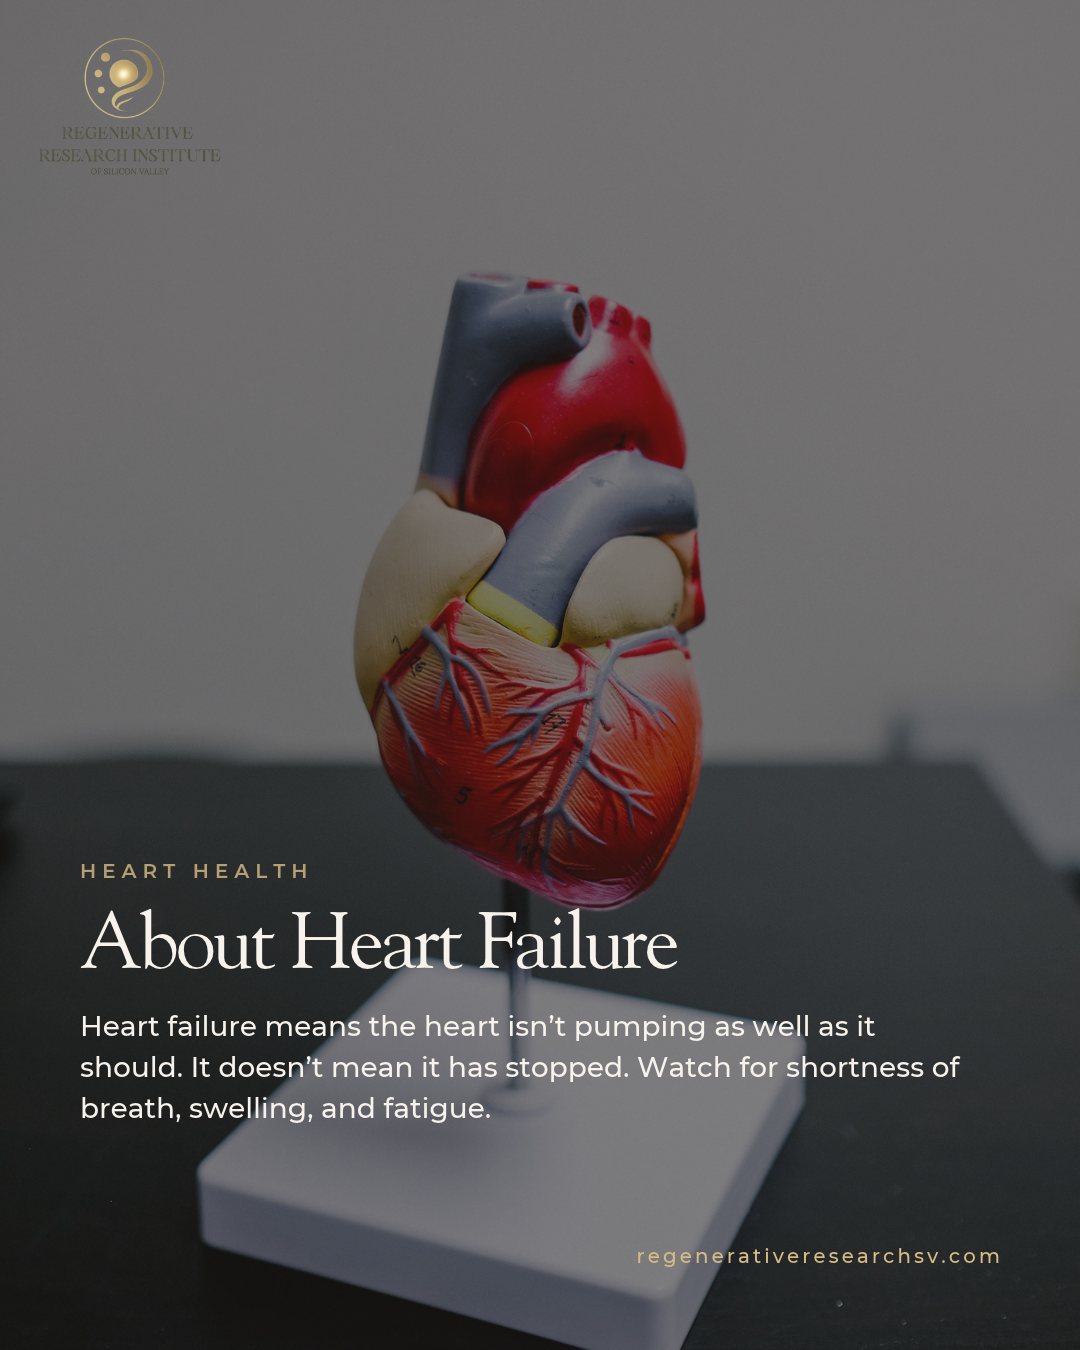 REGENERATIVE
RESEARCH INSTITUTE
OF SILICON VALLEY
5
HEART HEALTH
About Heart Failure
Heart failure means the heart isn’t pumping as well as it
should. It doesn’t mean it has stopped. Watch for shortness of
breath, swelling, and fatigue.
regenerativeresearchsv.com